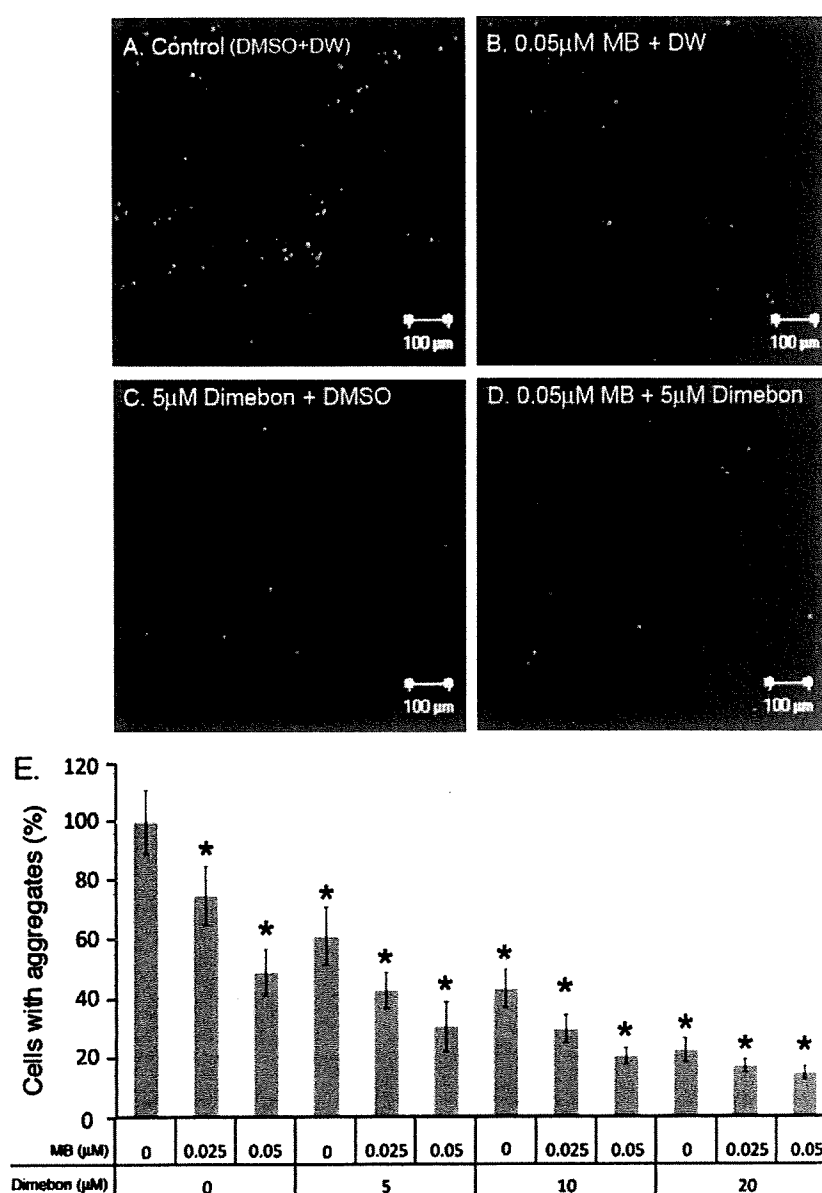 A. Control (DMSO+DW)
B. 0.05µM MB + DW
100 µm
100 µm
C. 5µM Dimebon + DMSO
D. 0.05µM MB + 5µM Dimebon
100 µm
100 µm
E.
Cells with aggregates (%)
120
100
80
60
40
20
0
* * * * * * * * * * *
MB (µM) 0 0.025 0.05 0 0.025 0.05 0 0.025 0.05 0 0.025 0.05
Dimebon (µM) 0 5 10 20